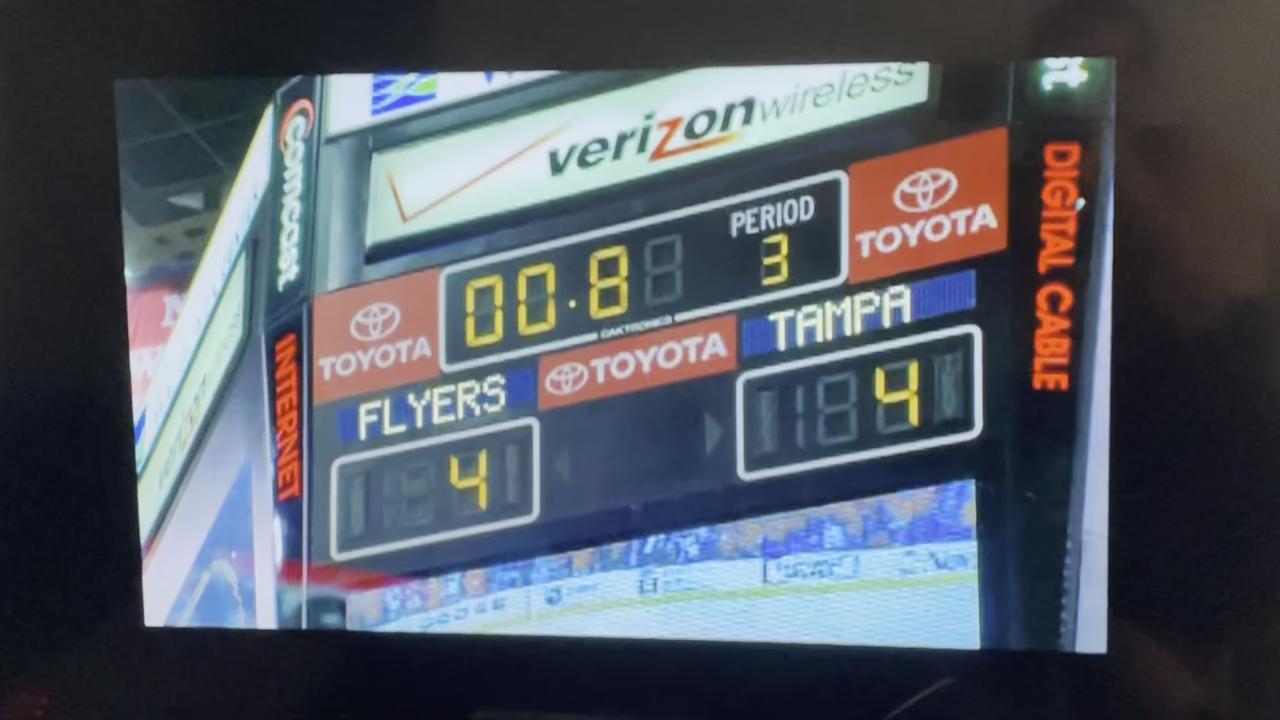 verizonwireless
Comcast
PERIOD
00.8
3
TOYOTA
TOYOTA
DAKTRONICS
TOYOTA
TAMPA
FLYERS
4
4
INTERNET
DIGITAL CABLE